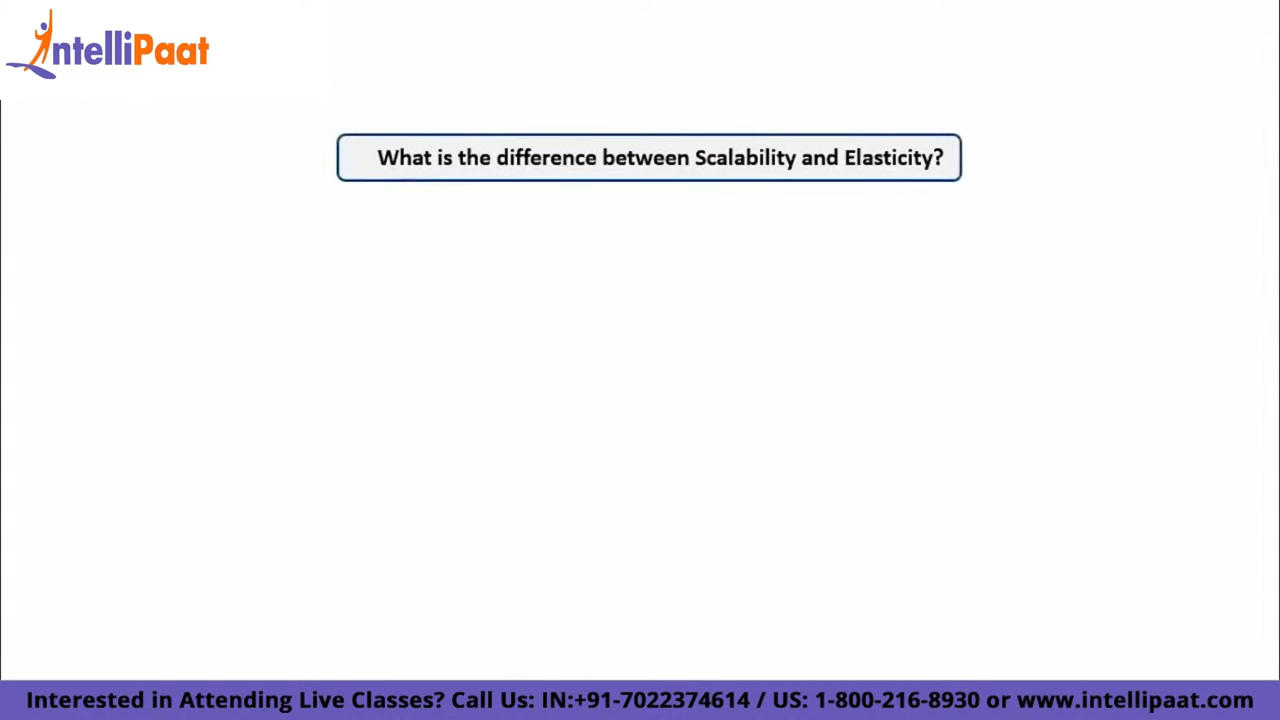 IntelliPaat
What is the difference between Scalability and Elasticity?
Interested in Attending Live Classes? Call Us: IN:+91-7022374614 / US: 1-800-216-8930 or www.intellipaat.com